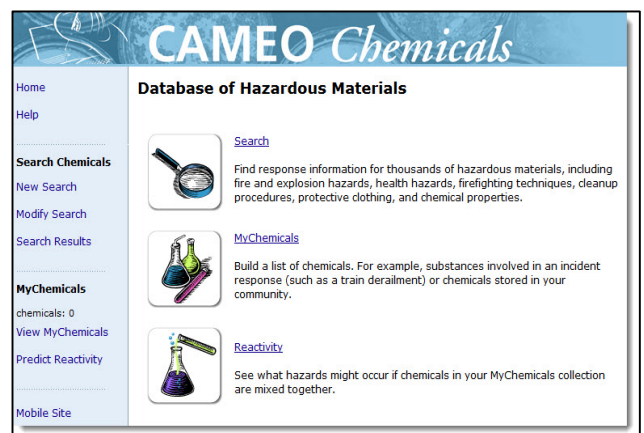 CAMEO Chemicals
Home
Help
Search Chemicals
New Search
Modify Search
Search Results
MyChemicals
chemicals: 0
View MyChemicals
Predict Reactivity
Mobile Site
Database of Hazardous Materials
Search
Find response information for thousands of hazardous materials, including
fire and explosion hazards, health hazards, firefighting techniques, cleanup
procedures, protective clothing, and chemical properties.
MyChemicals
Build a list of chemicals. For example, substances involved in an incident
response (such as a train derailment) or chemicals stored in your
community.
Reactivity
See what hazards might occur if chemicals in your MyChemicals collection
are mixed together.